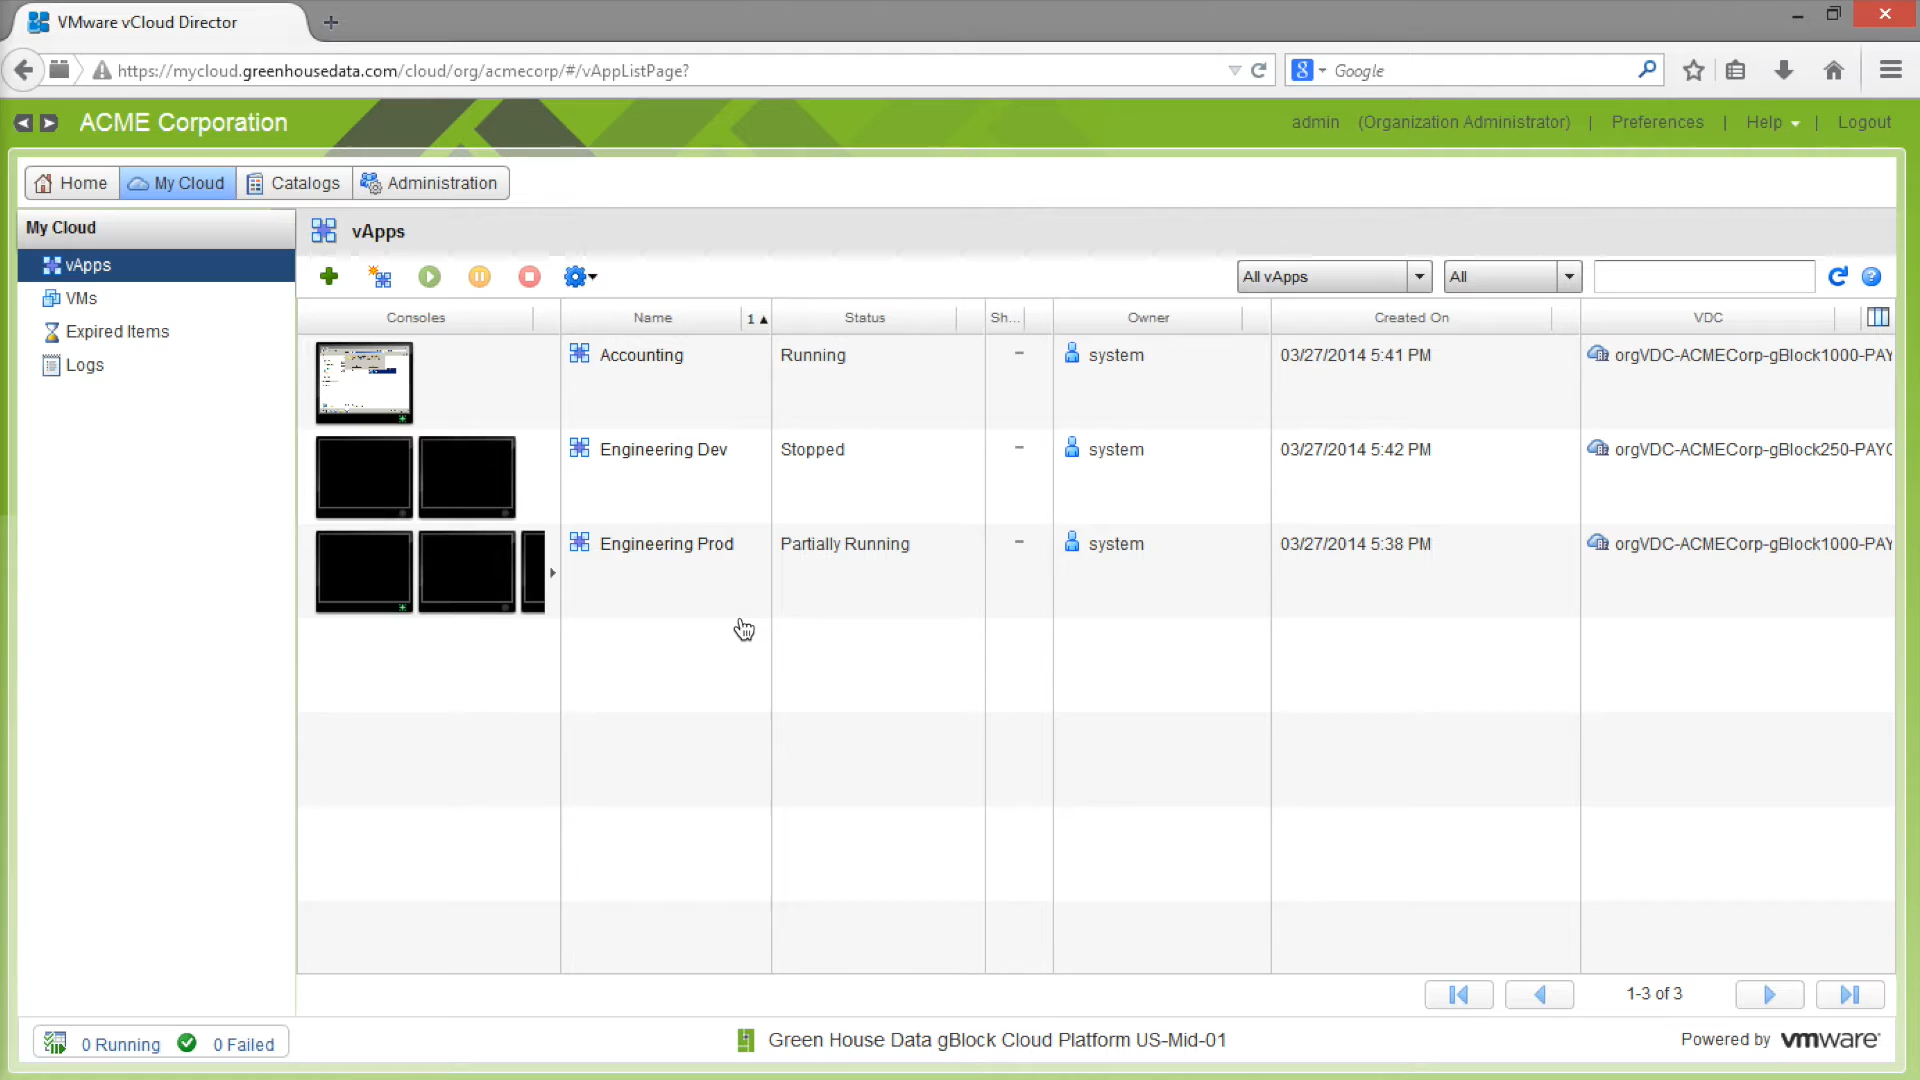 VMware vCloud Director
https://mycloud.greenhousedata.com/cloud/org/acmecorp/#/vAppListPage?
Google
ACME Corporation
admin (Organization Administrator) | Preferences | Help | Logout
Home
My Cloud
Catalogs
Administration
My Cloud
vApps
VMs
Expired Items
Logs
vApps
All vApps
All
Consoles
Name
1
Status
Sh...
Owner
Created On
VDC
Accounting
Running
–
system
03/27/2014 5:41 PM
orgVDC-ACMECorp-gBlock1000-PAY
Engineering Dev
Stopped
–
system
03/27/2014 5:42 PM
orgVDC-ACMECorp-gBlock250-PAYG
Engineering Prod
Partially Running
–
system
03/27/2014 5:38 PM
orgVDC-ACMECorp-gBlock1000-PAY
1-3 of 3
0 Running
0 Failed
Green House Data gBlock Cloud Platform US-Mid-01
Powered by vmware